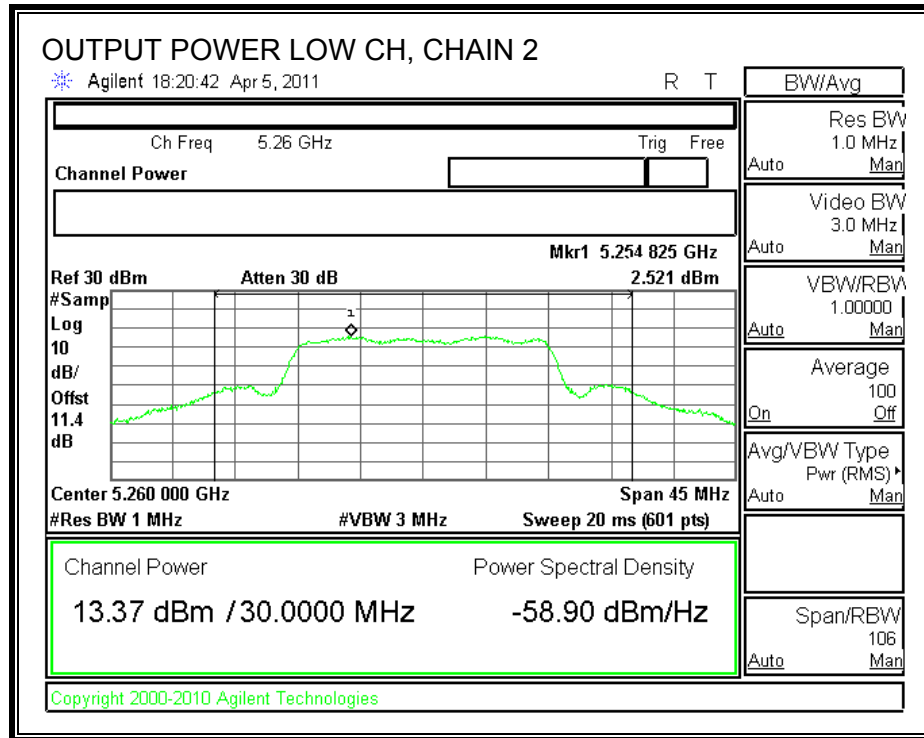 OUTPUT POWER LOW CH, CHAIN 2
Agilent 18:20:42 Apr 5, 2011 R T
Ch Freq 5.26 GHz Trig Free
Channel Power
Mkr1 5.254 825 GHz
Ref 30 dBm Atten 30 dB 2.521 dBm
#Samp
Log
10
dB/
Offst
11.4
dB
1
Center 5.260 000 GHz Span 45 MHz
#Res BW 1 MHz #VBW 3 MHz Sweep 20 ms (601 pts)
Channel Power Power Spectral Density
13.37 dBm / 30.0000 MHz -58.90 dBm/Hz
Copyright 2000-2010 Agilent Technologies
BW/Avg
Res BW
1.0 MHz
Auto Man
Video BW
3.0 MHz
Auto Man
VBW/RBW
1.00000
Auto Man
Average
100
On Off
Avg/VBW Type
Pwr (RMS)
Auto Man
Span/RBW
106
Auto Man